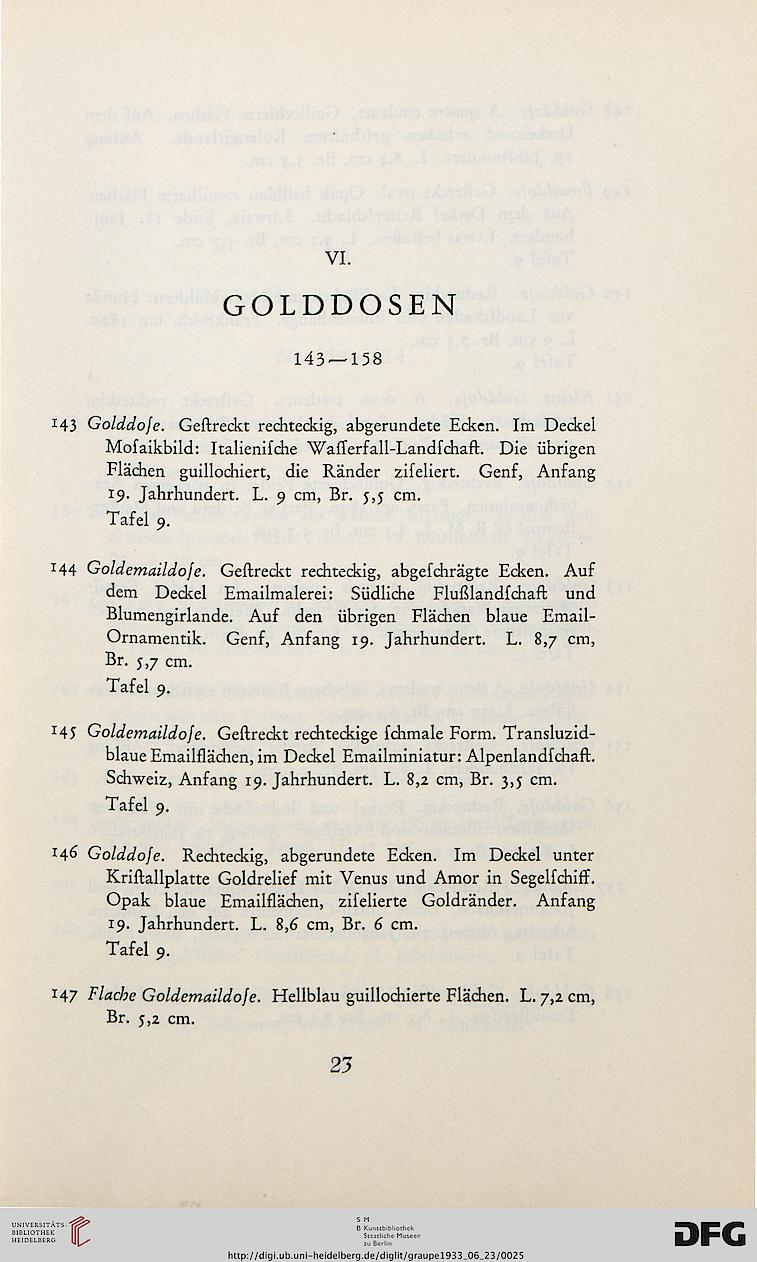 VI.
GOLDDOSEN
143—158
143 Golddoſe. Geſtreckt rechteckig, abgerundete Ecken. Im Deckel
Moſaikbild: Italieniſche Waſſerfall-Landſchaft. Die übrigen
Flächen guillochiert, die Ränder ziſeliert. Genf, Anfang
19. Jahrhundert. L. 9 cm, Br. 5,5 cm.
Tafel 9.
144 Goldemaildoſe. Geſtreckt rechteckig, abgeſchrägte Ecken. Auf
dem Deckel Emailmalerei: Südliche Flußlandſchaft und
Blumengirlande. Auf den übrigen Flächen blaue Email-
Ornamentik. Genf, Anfang 19. Jahrhundert. L. 8,7 cm,
Br. 5,7 cm.
Tafel 9.
145 Goldemaildoſe. Geſtreckt rechteckige ſchmale Form. Transluzid-
blaue Emailflächen, im Deckel Emailminiatur: Alpenlandſchaft.
Schweiz, Anfang 19. Jahrhundert. L. 8,2 cm, Br. 3,5 cm.
Tafel 9.
146 Golddoſe. Rechteckig, abgerundete Ecken. Im Deckel unter
Kriſtallplatte Goldrelief mit Venus und Amor in Segelſchiff.
Opak blaue Emailflächen, ziſelierte Goldränder. Anfang
19. Jahrhundert. L. 8,6 cm, Br. 6 cm.
Tafel 9.
147 Flache Goldemaildoſe. Hellblau guillochierte Flächen. L. 7,2 cm,
Br. 5,2 cm.
23
UNIVERSITÄTS-
BIBLIOTHEK
HEIDELBERG
S M
B Kunstbibliothek
Staatliche Museen
zu Berlin
DFG
http://digi.ub.uni-heidelberg.de/diglit/graupe1933_06_23/0025